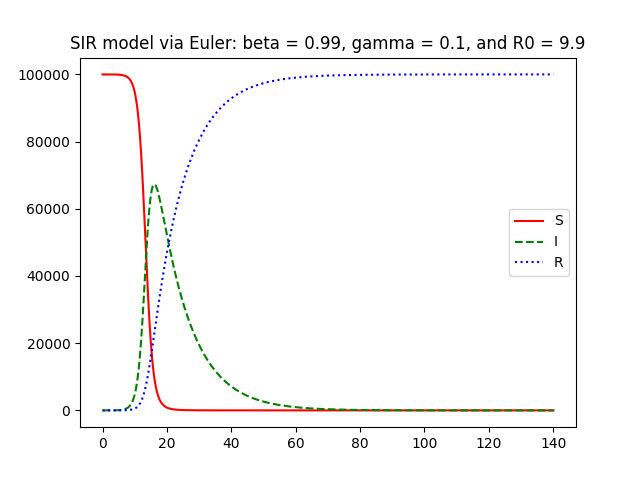 SIR model via Euler: beta = 0.99, gamma = 0.1, and R0 = 9.9
100000
80000
60000
40000
20000
0
S
I
R
0 20 40 60 80 100 120 140